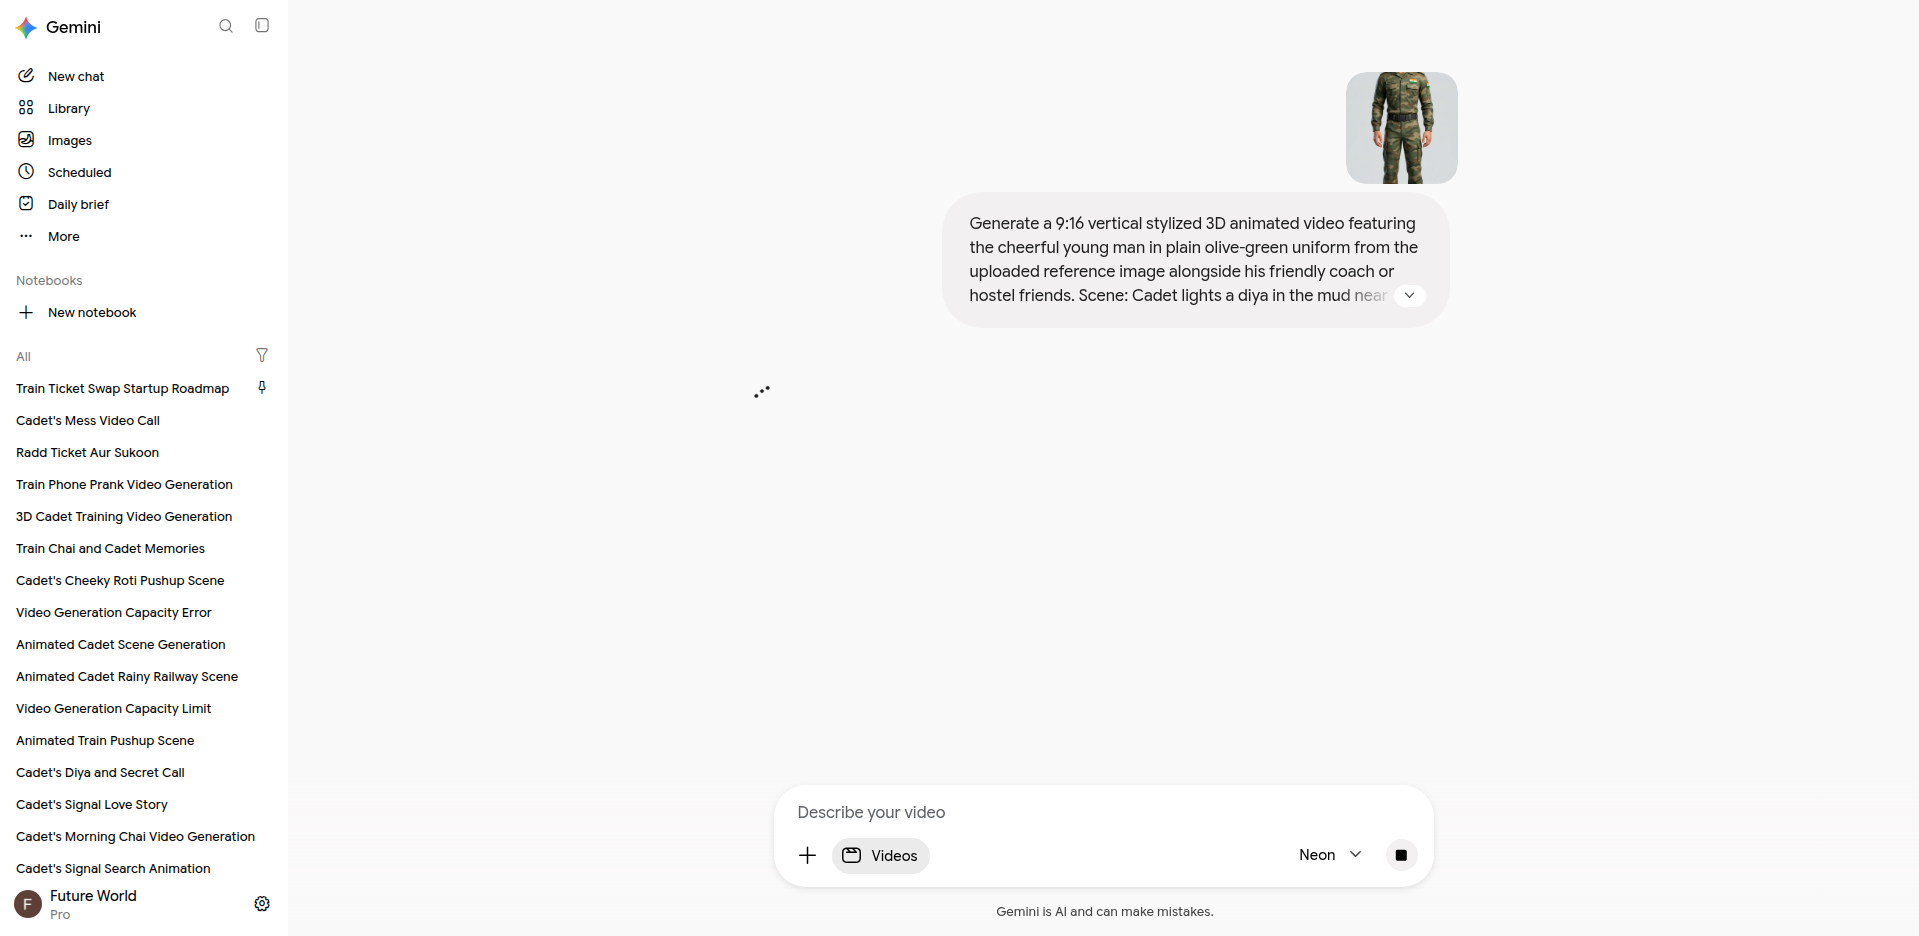 Gemini
New chat
Library
Images
Scheduled
Daily brief
More
Notebooks
New notebook
All
Train Ticket Swap Startup Roadmap
Cadet's Mess Video Call
Radd Ticket Aur Sukoon
Train Phone Prank Video Generation
3D Cadet Training Video Generation
Train Chai and Cadet Memories
Cadet's Cheeky Roti Pushup Scene
Video Generation Capacity Error
Animated Cadet Scene Generation
Animated Cadet Rainy Railway Scene
Video Generation Capacity Limit
Animated Train Pushup Scene
Cadet's Diya and Secret Call
Cadet's Signal Love Story
Cadet's Morning Chai Video Generation
Cadet's Signal Search Animation
F
Future World
Pro
Generate a 9:16 vertical stylized 3D animated video featuring
the cheerful young man in plain olive-green uniform from the
uploaded reference image alongside his friendly coach or
hostel friends. Scene: Cadet lights a diya in the mud near
Describe your video
Videos
Neon
Gemini is AI and can make mistakes.